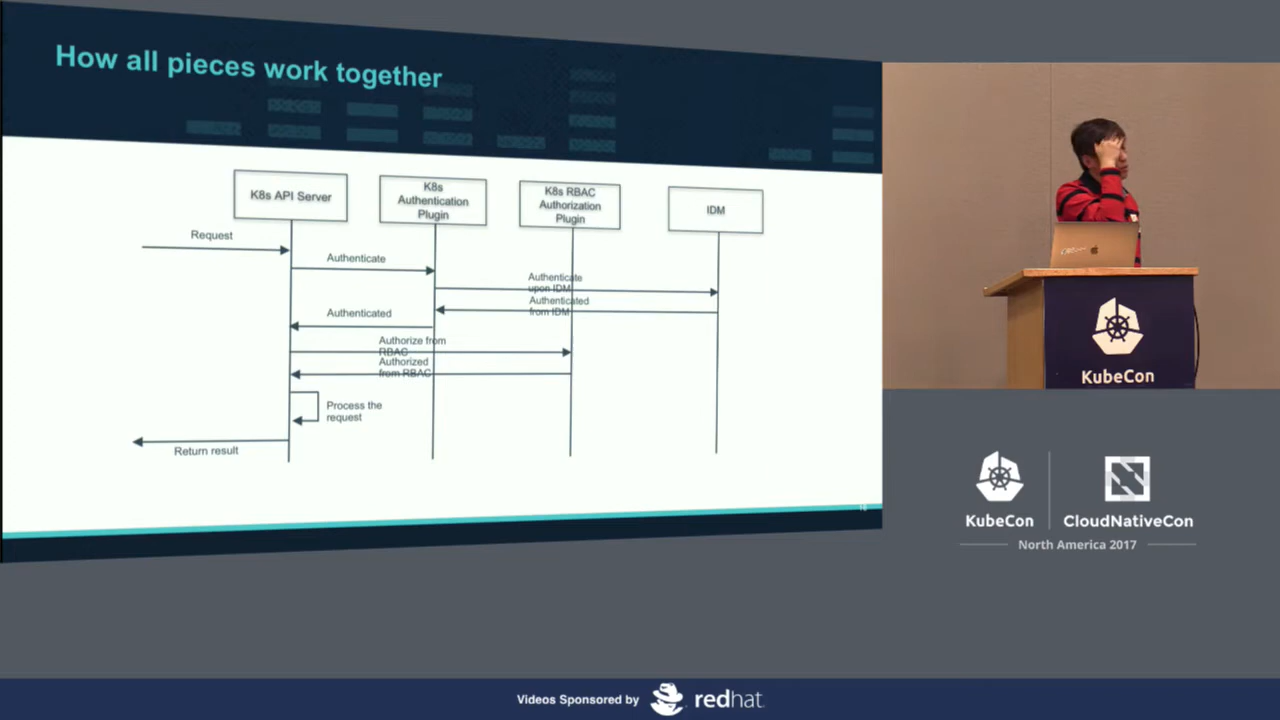 How all pieces work together
K8s API Server
K8s
Authentication
Plugin
K8s RBAC
Authorization
Plugin
IDM
Request
Authenticate
Authenticate
upon IDM
Authenticated
from IDM
Authenticated
Authorize from
RBAC
Authorized
from RBAC
Process the
request
Return result
KubeCon
KubeCon
CloudNativeCon
North America 2017
Videos Sponsored by
redhat